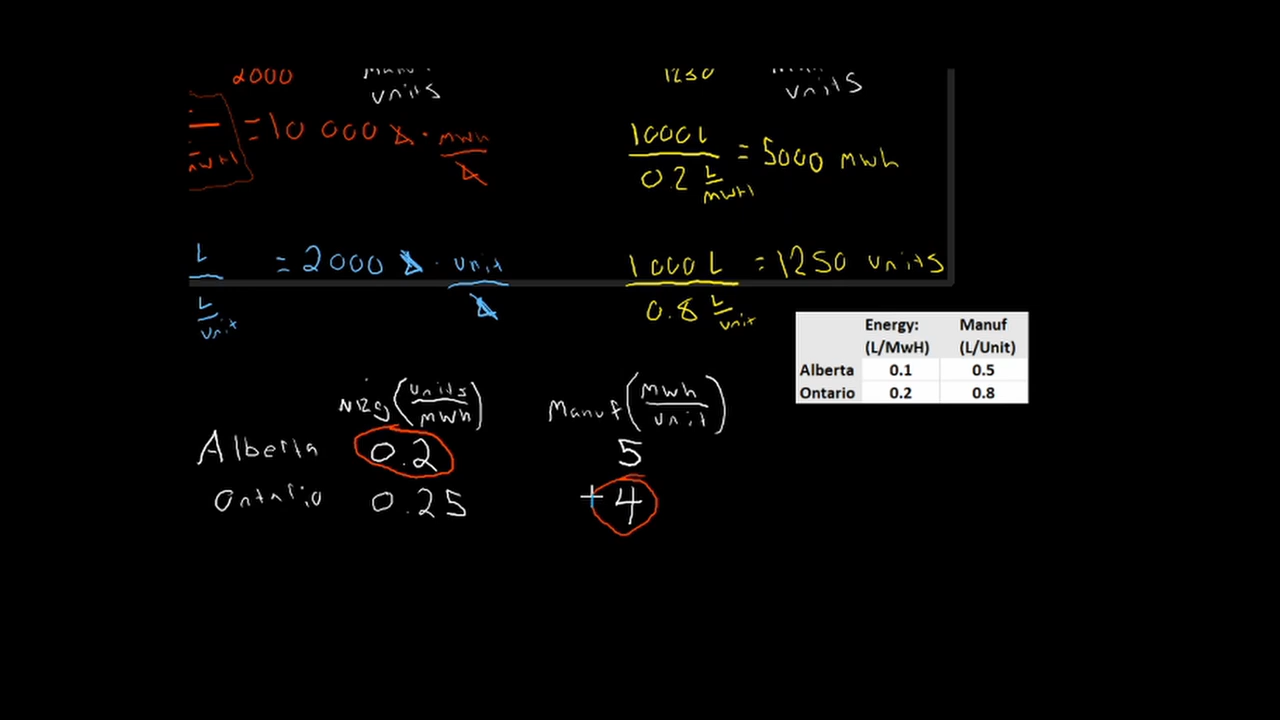 2000
units
1250
units
= 10 000 L · mwh
L
mwh
1000 L = 5000 mwh
0.2 L
mwh
L = 2000 L · unit
L
L
unit
1000 L = 1250 units
0.8 L
unit
Energy: Manuf
(L/MwH) (L/Unit)
Alberta 0.1 0.5
Ontario 0.2 0.8
(units
mwh)
Manuf (Mwh
unit)
Alberta 0.2 5
Ontario 0.25 4